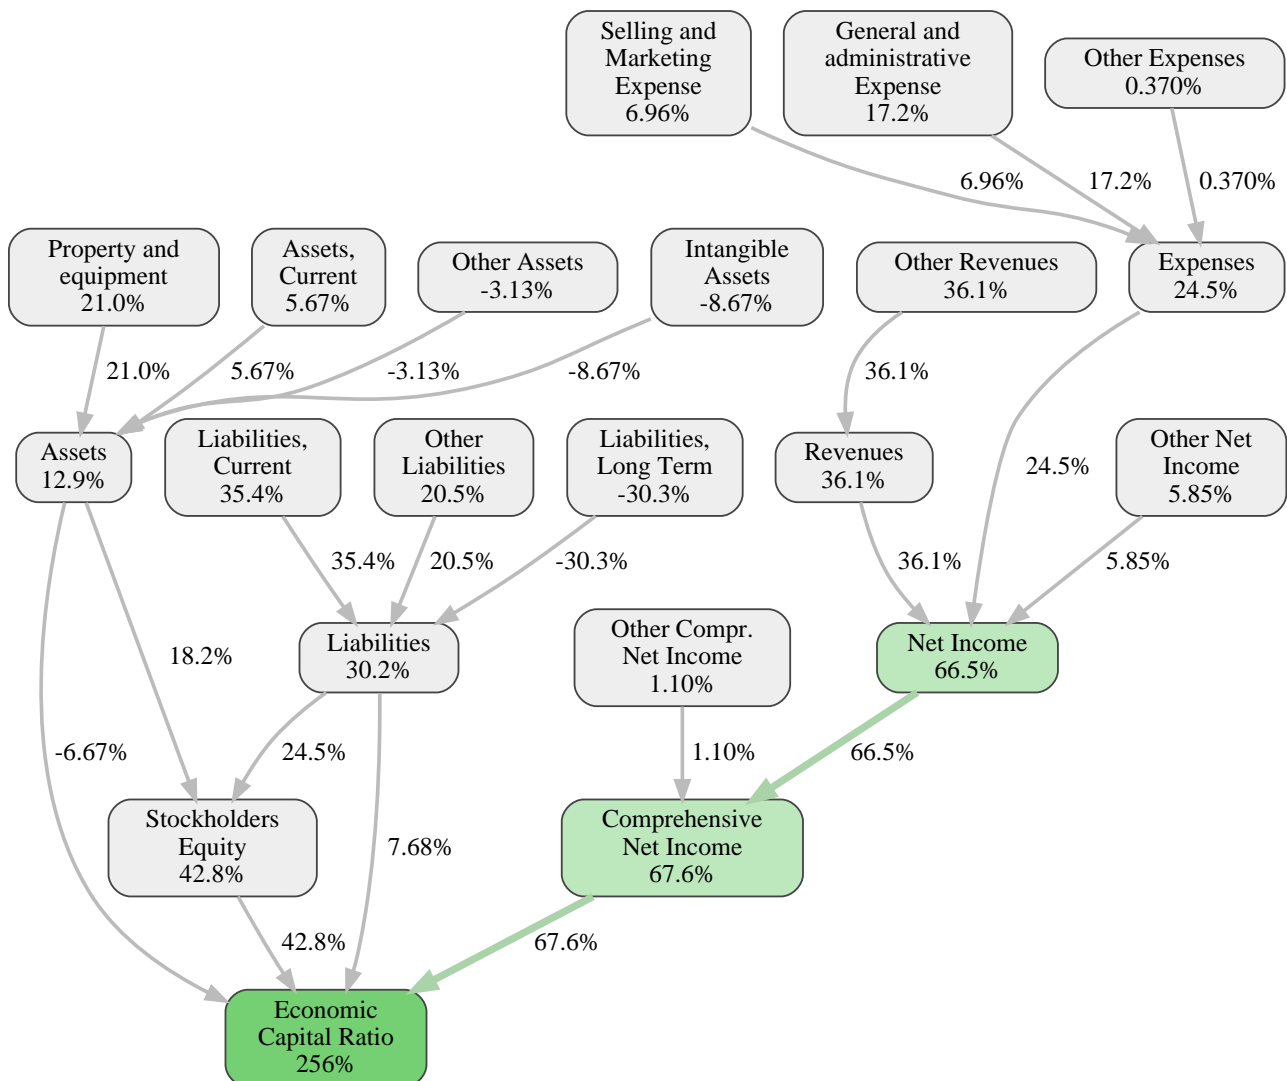 Selling and
Marketing
Expense
6.96%
General and
administrative
Expense
17.2%
Other Expenses
0.370%
6.96%
17.2%
0.370%
Property and
equipment
21.0%
Assets,
Current
5.67%
Other Assets
-3.13%
Intangible
Assets
-8.67%
Other Revenues
36.1%
Expenses
24.5%
21.0%
5.67%
-3.13%
-8.67%
36.1%
Assets
12.9%
Liabilities,
Current
35.4%
Other
Liabilities
20.5%
Liabilities,
Long Term
-30.3%
Revenues
36.1%
24.5%
Other Net
Income
5.85%
35.4%
20.5%
-30.3%
36.1%
5.85%
18.2%
Liabilities
30.2%
Other Compr.
Net Income
1.10%
Net Income
66.5%
-6.67%
24.5%
1.10%
66.5%
Stockholders
Equity
42.8%
7.68%
Comprehensive
Net Income
67.6%
42.8%
67.6%
Economic
Capital Ratio
256%